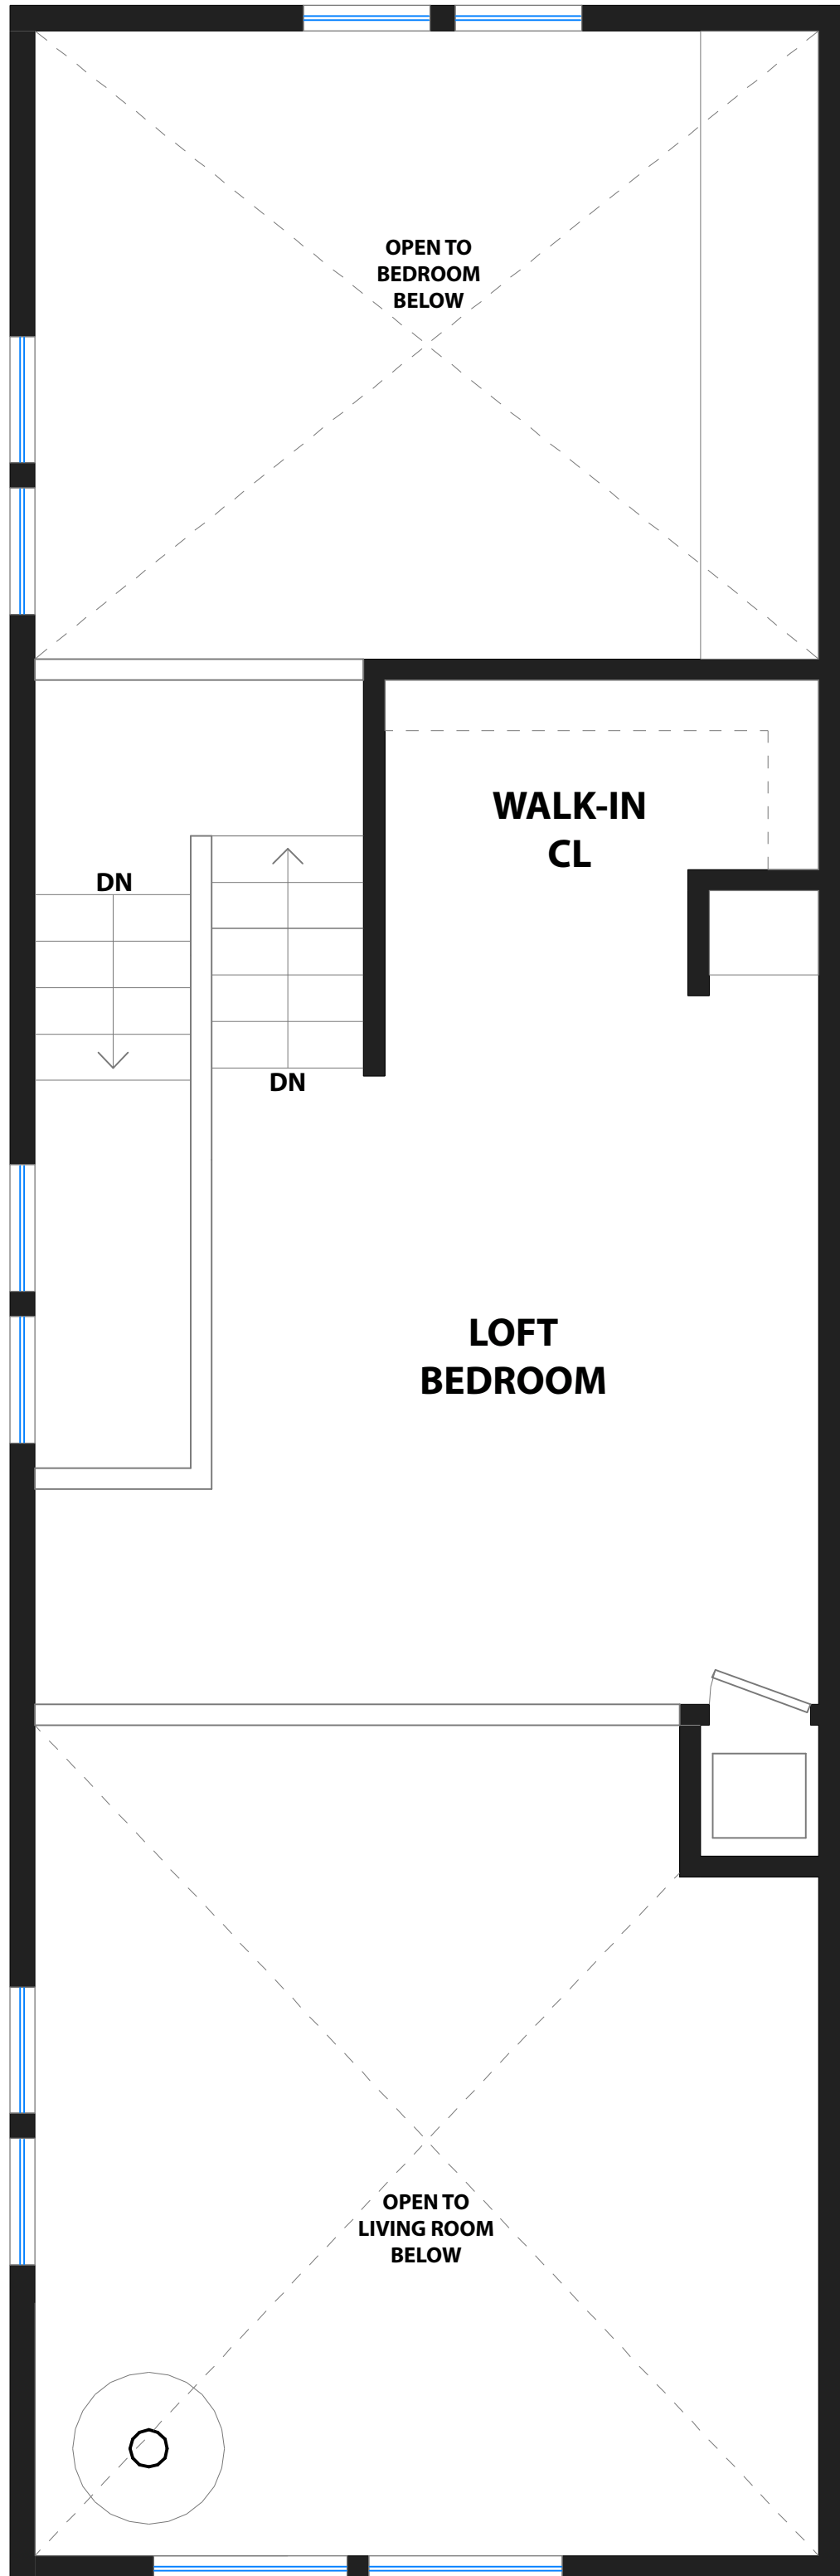 OPEN TO
BEDROOM
BELOW
WALK-IN
CL
DN
DN
LOFT
BEDROOM
OPEN TO
LIVING ROOM
BELOW